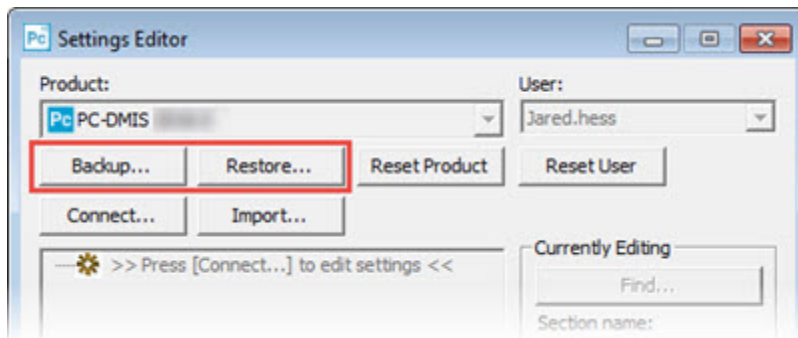 Pc Settings Editor
Product: User:
Pc PC-DMIS Jared.hess
Backup... Restore... Reset Product Reset User
Connect... Import...
>> Press [Connect...] to edit settings << Currently Editing
Find...
Section name: